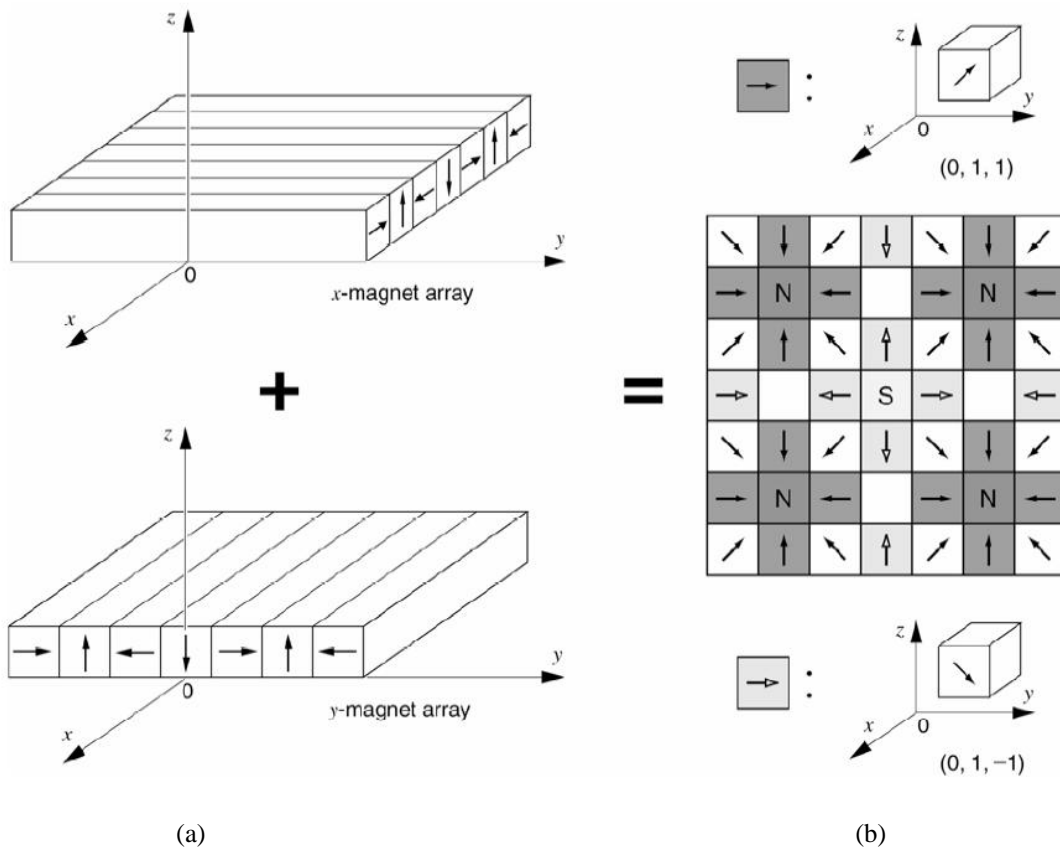 z
y
0
x-magnet array
x
+
z
y
0
y-magnet array
x
(a)
=
:
z
y
x
0
(0, 1, 1)
N N
S
N N
:
z
y
x
0
(0, 1, −1)
(b)